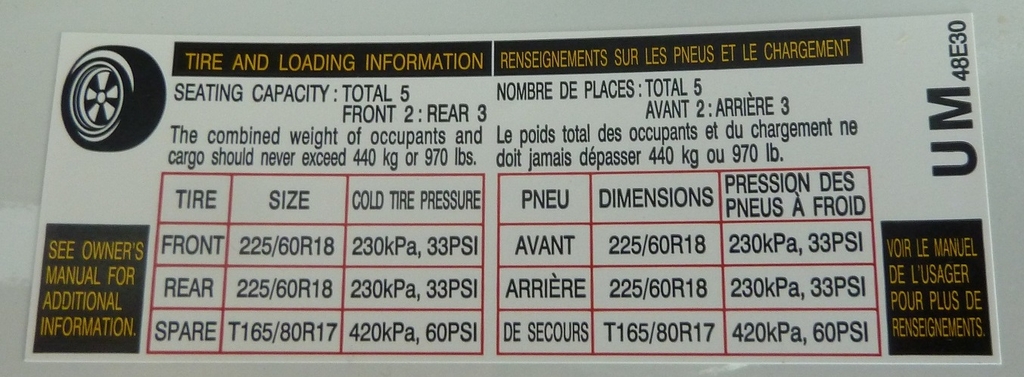 TIRE AND LOADING INFORMATION
SEATING CAPACITY : TOTAL 5
FRONT 2 : REAR 3
The combined weight of occupants and
cargo should never exceed 440 kg or 970 lbs.
TIRE SIZE COLD TIRE PRESSURE
FRONT 225/60R18 230kPa, 33PSI
REAR 225/60R18 230kPa, 33PSI
SPARE T165/80R17 420kPa, 60PSI
SEE OWNER'S
MANUAL FOR
ADDITIONAL
INFORMATION.
RENSEIGNEMENTS SUR LES PNEUS ET LE CHARGEMENT
NOMBRE DE PLACES : TOTAL 5
AVANT 2 : ARRIÈRE 3
Le poids total des occupants et du chargement ne
doit jamais dépasser 440 kg ou 970 lb.
PNEU DIMENSIONS PRESSION DES
PNEUS À FROID
AVANT 225/60R18 230kPa, 33PSI
ARRIÈRE 225/60R18 230kPa, 33PSI
DE SECOURS T165/80R17 420kPa, 60PSI
VOIR LE MANUEL
DE L'USAGER
POUR PLUS DE
RENSEIGNEMENTS.
UM 48E30